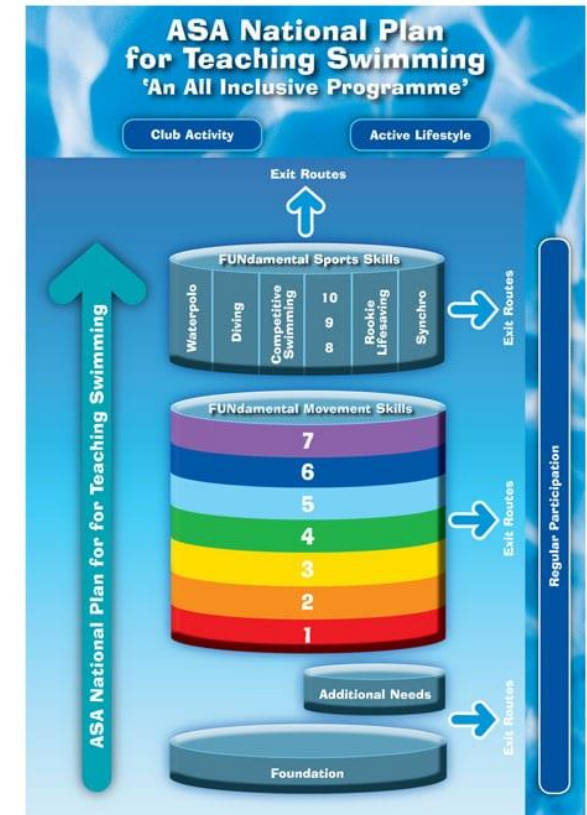 ASA National Plan
for Teaching Swimming
‘An All Inclusive Programme’
Club Activity
Active Lifestyle
Exit Routes
FUNdamental Sports Skills
Waterpolo
Diving
Competitive
Swimming
10
9
8
Rookie
Lifesaving
Synchro
Exit Routes
FUNdamental Movement Skills
7
6
5
4
3
2
1
Exit Routes
Additional Needs
Foundation
Exit Routes
ASA National Plan for for Teaching Swimming
Regular Participation